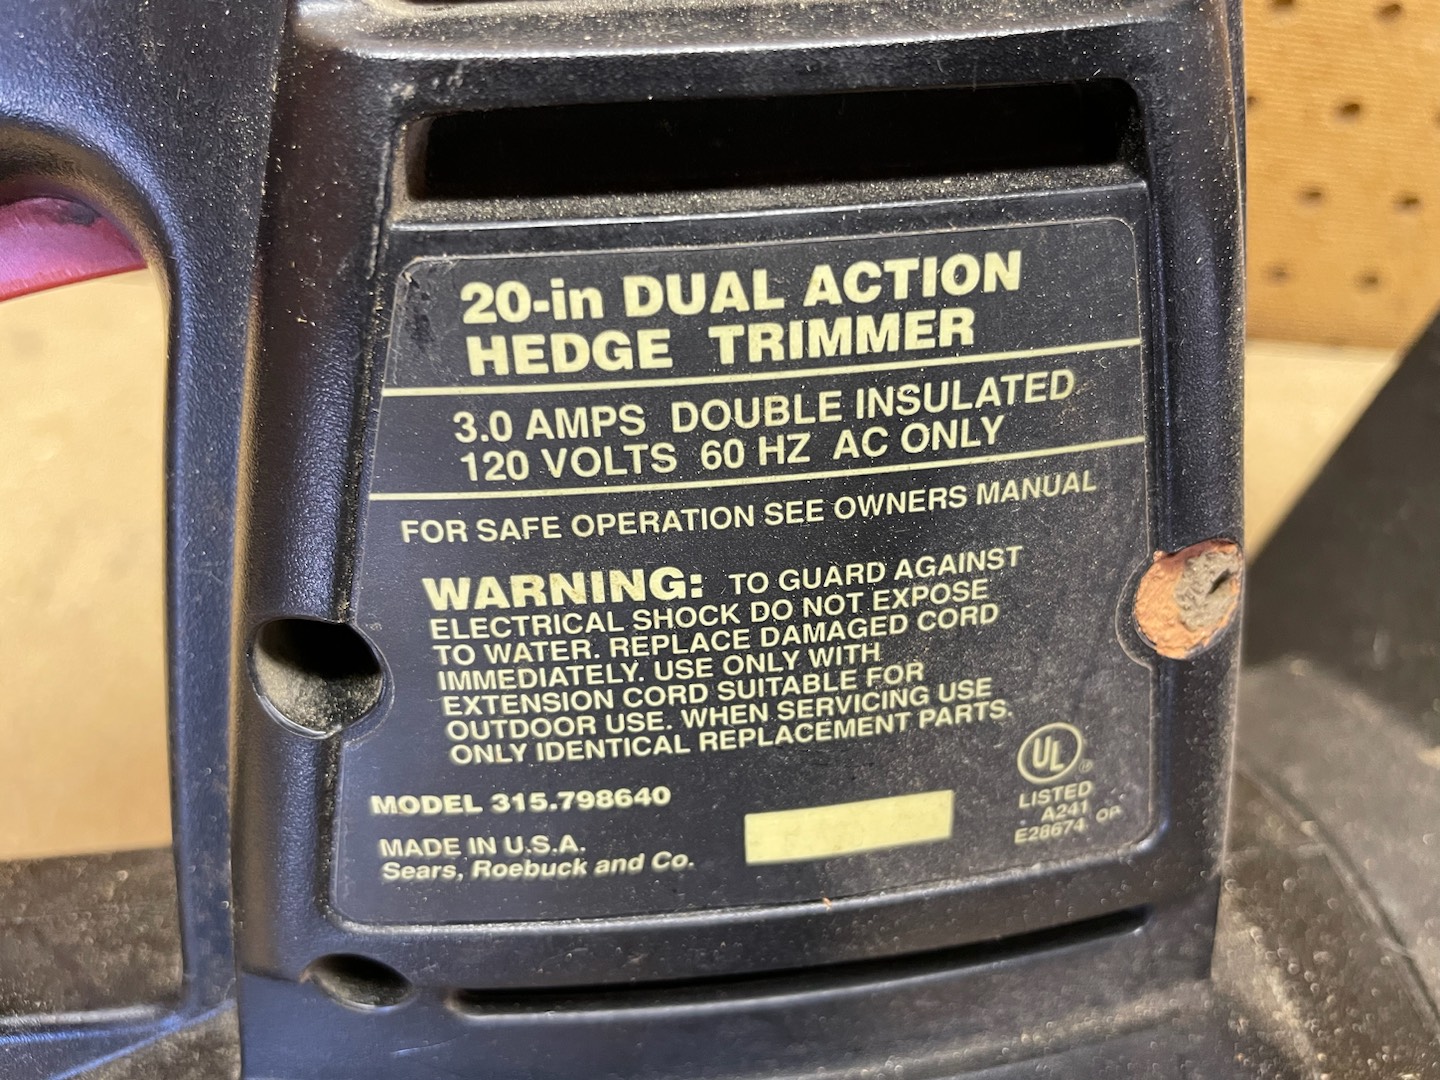 20-in DUAL ACTION
HEDGE TRIMMER
3.0 AMPS DOUBLE INSULATED
120 VOLTS 60 HZ AC ONLY
FOR SAFE OPERATION SEE OWNERS MANUAL
WARNING: TO GUARD AGAINST
ELECTRICAL SHOCK DO NOT EXPOSE
TO WATER. REPLACE DAMAGED CORD
IMMEDIATELY. USE ONLY WITH
EXTENSION CORD SUITABLE FOR
OUTDOOR USE. WHEN SERVICING USE
ONLY IDENTICAL REPLACEMENT PARTS.
MODEL 315.798640
MADE IN U.S.A.
Sears, Roebuck and Co.
UL ®
LISTED
A241
E28674 OP